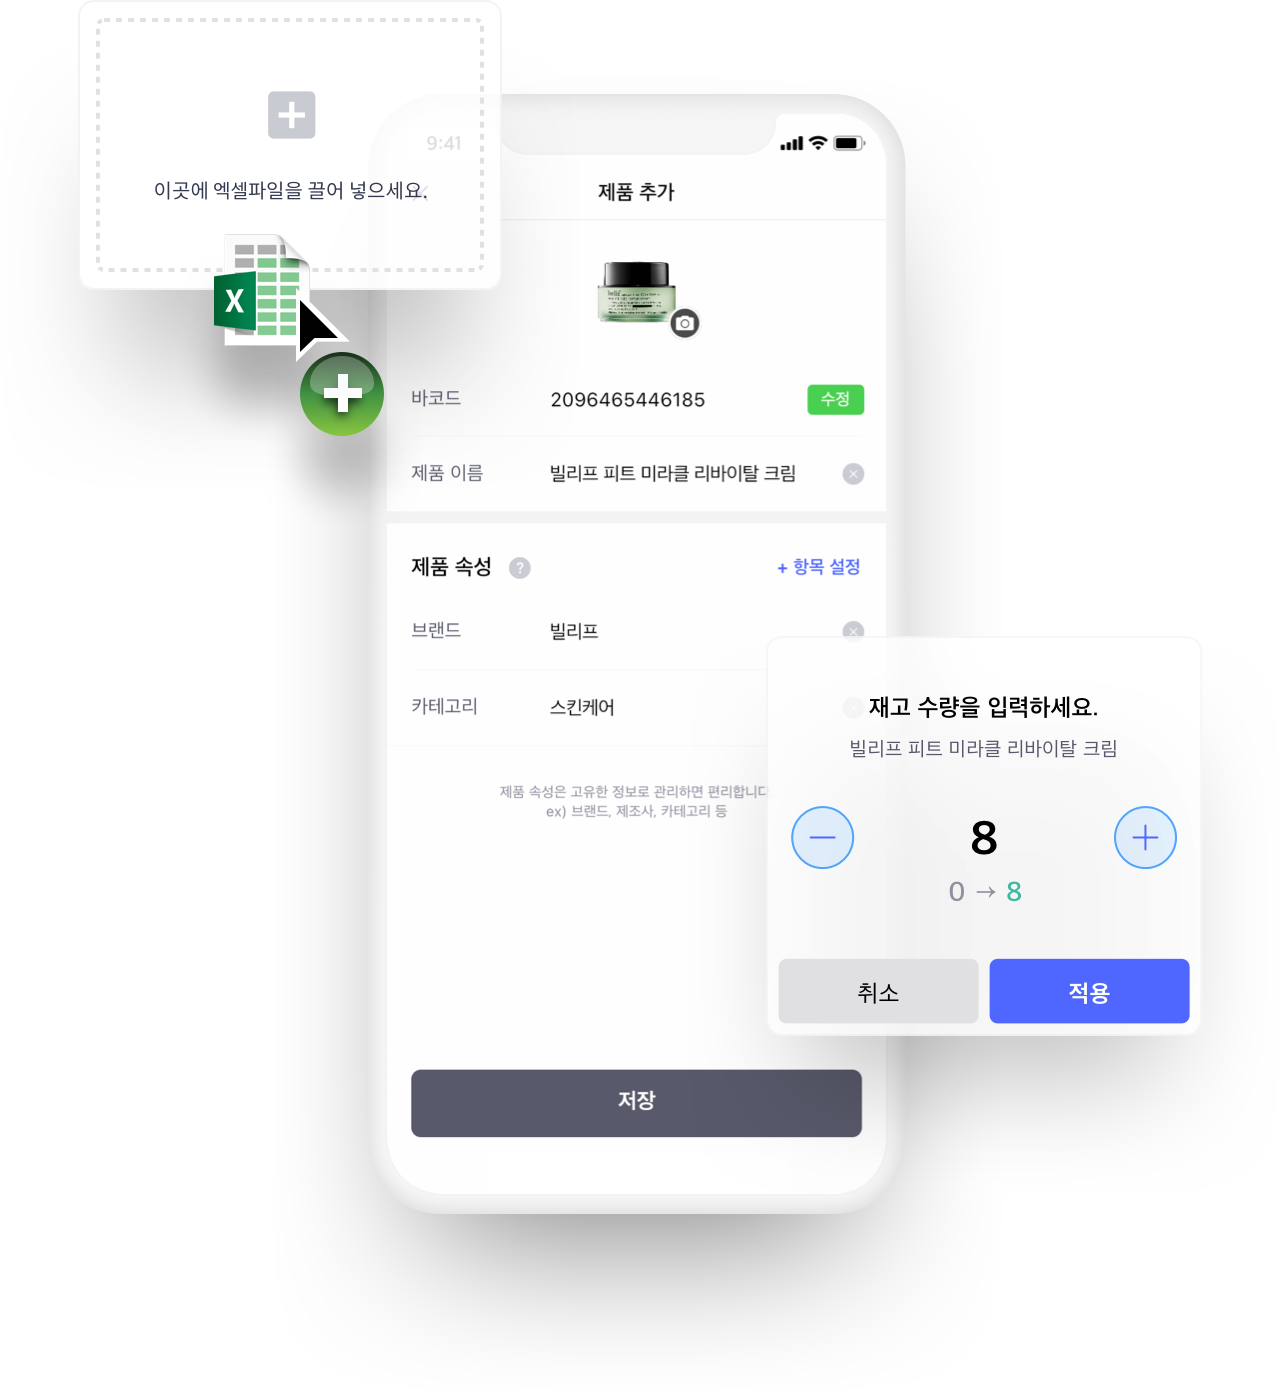 이곳에 엑셀파일을 끌어 넣으세요.
X
9:41
제품 추가
바코드
2096465446185
수정
제품 이름
빌리프 피트 미라클 리바이탈 크림
제품 속성
?
+ 항목 설정
브랜드
빌리프
카테고리
스킨케어
제품 속성은 고유한 정보로 관리하면 편리합니다
ex) 브랜드, 제조사, 카테고리 등
저장
재고 수량을 입력하세요.
빌리프 피트 미라클 리바이탈 크림
8
0 → 8
취소
적용